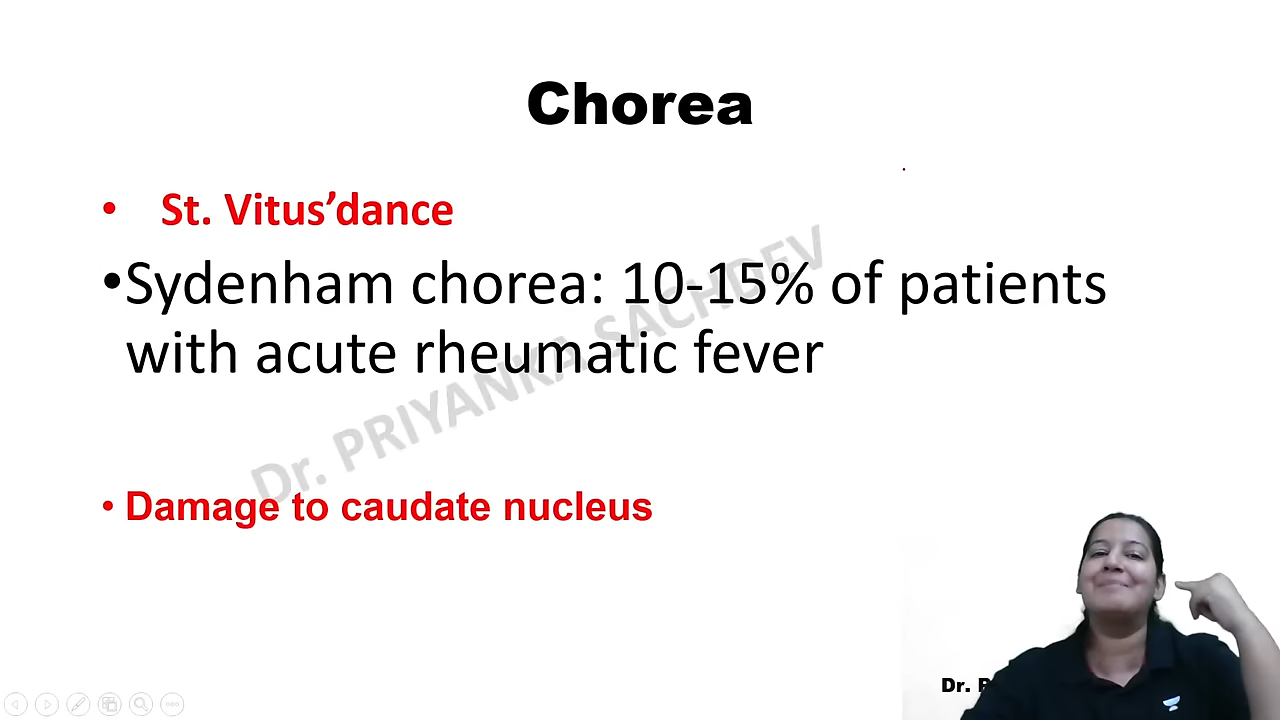 Chorea
• St. Vitus’dance
•Sydenham chorea: 10-15% of patients
with acute rheumatic fever
Dr. PRIYANKA SACHDEV
• Damage to caudate nucleus
Dr. P